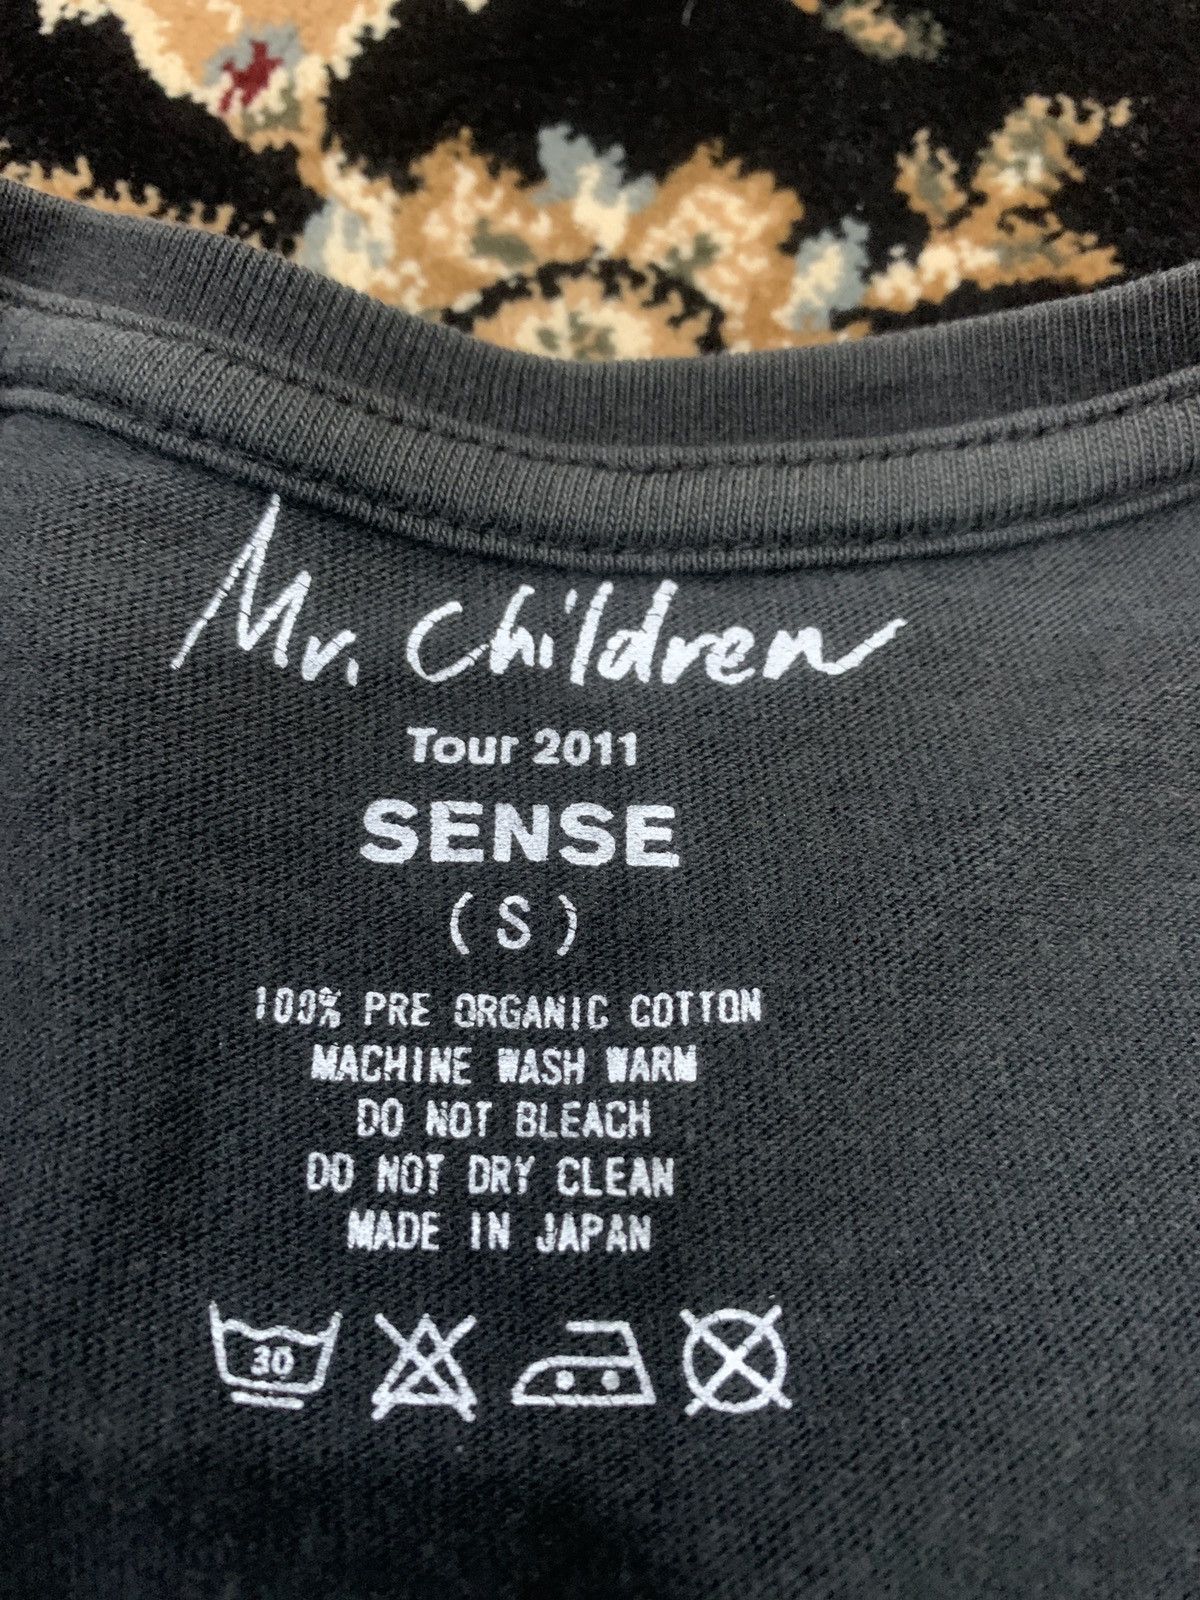 Mr. Children
Tour 2011
SENSE
( S )
100% PRE ORGANIC COTTON
MACHINE WASH WARM
DO NOT BLEACH
DO NOT DRY CLEAN
MADE IN JAPAN
30